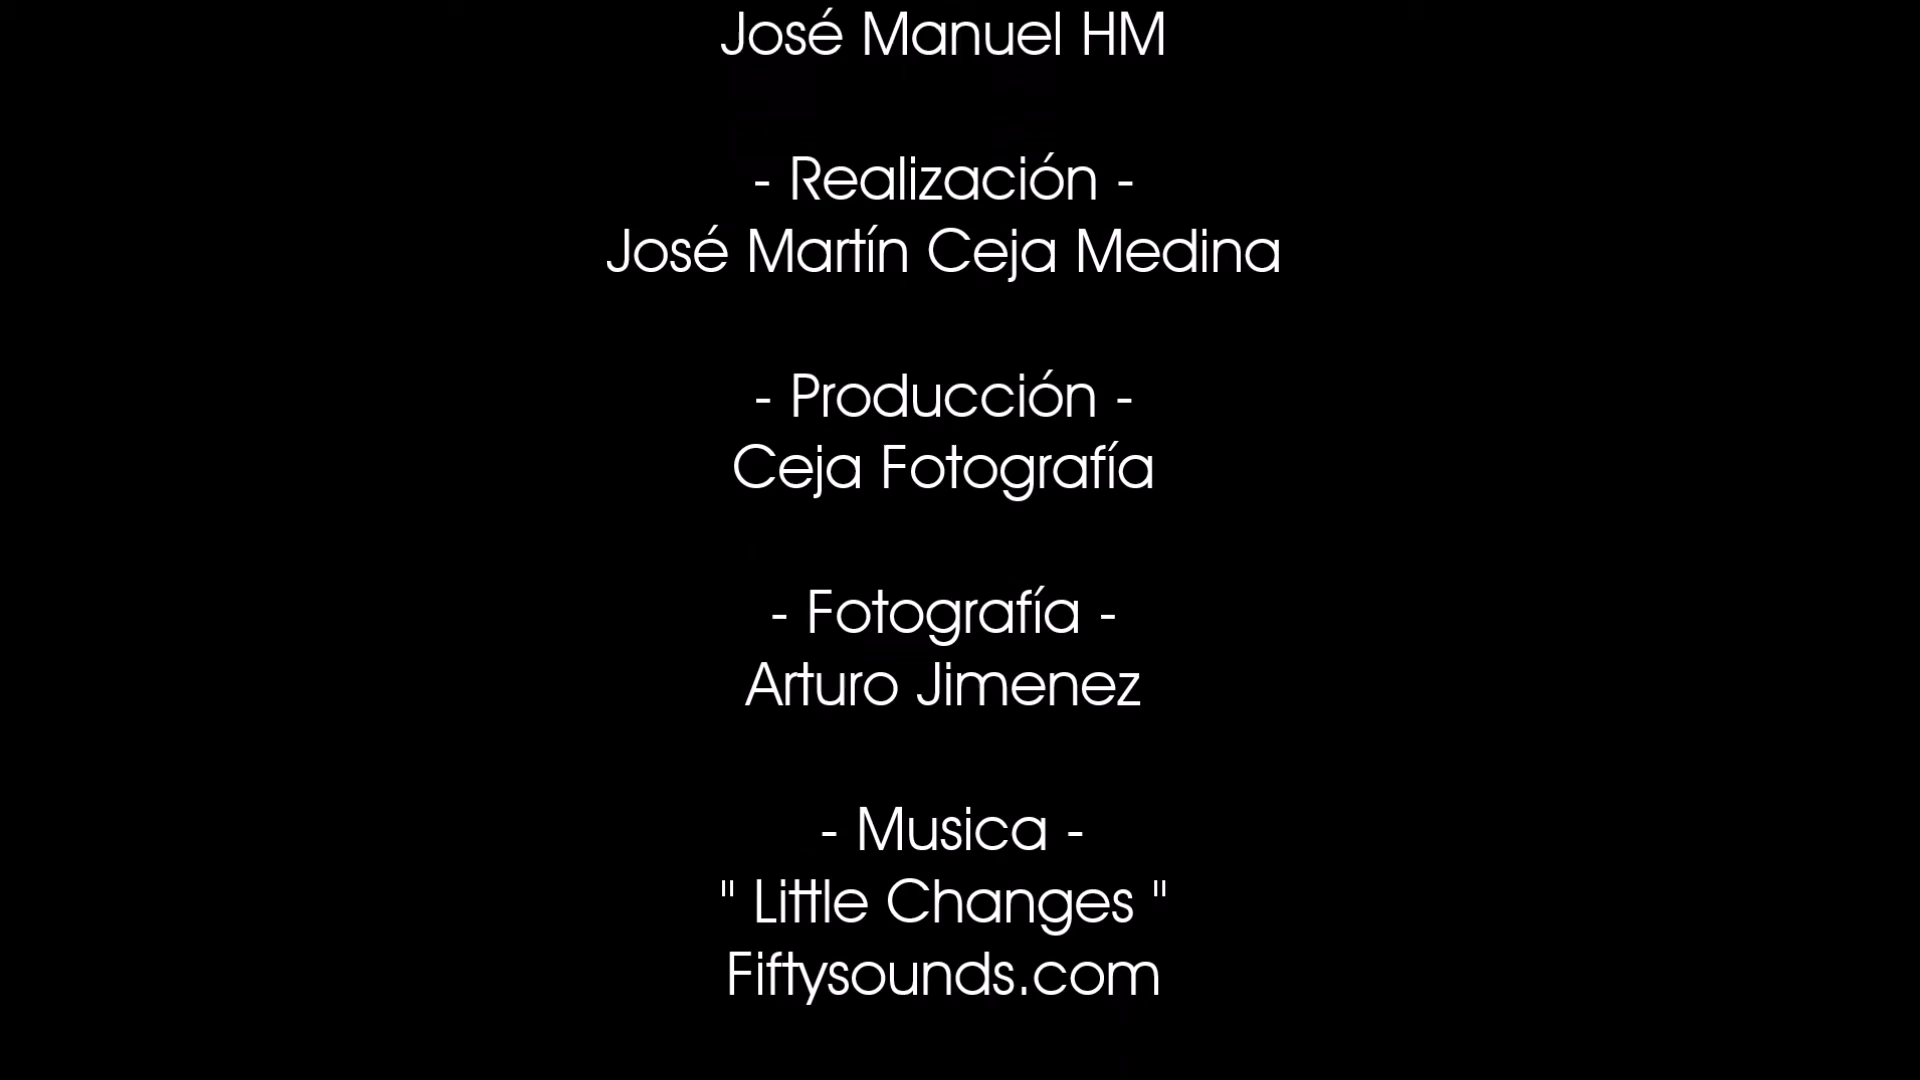 José Manuel HM
- Realización -
José Martín Ceja Medina
- Producción -
Ceja Fotografía
- Fotografía -
Arturo Jimenez
- Musica -
" Little Changes "
Fiftysounds.com